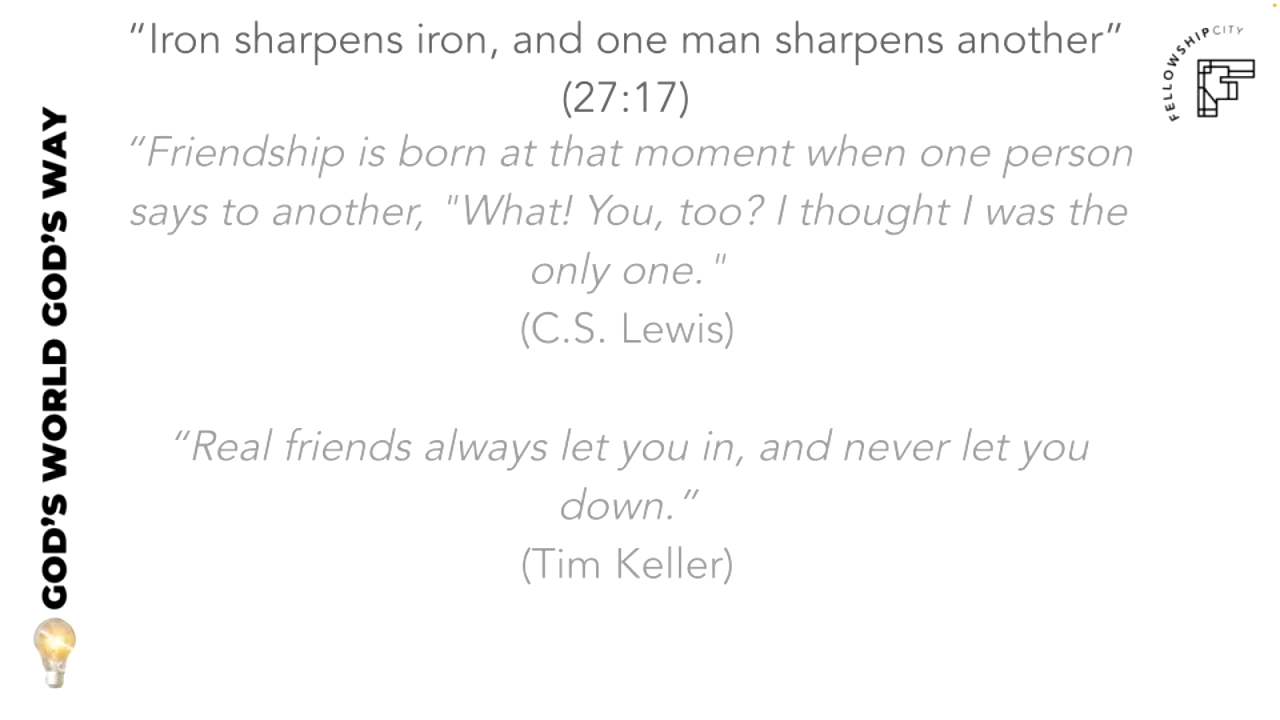 “Iron sharpens iron, and one man sharpens another”
(27:17)
“Friendship is born at that moment when one person
says to another, "What! You, too? I thought I was the
only one."
(C.S. Lewis)
“Real friends always let you in, and never let you
down.”
(Tim Keller)
GOD’S WORLD GOD’S WAY
FELLOWSHIPCITY